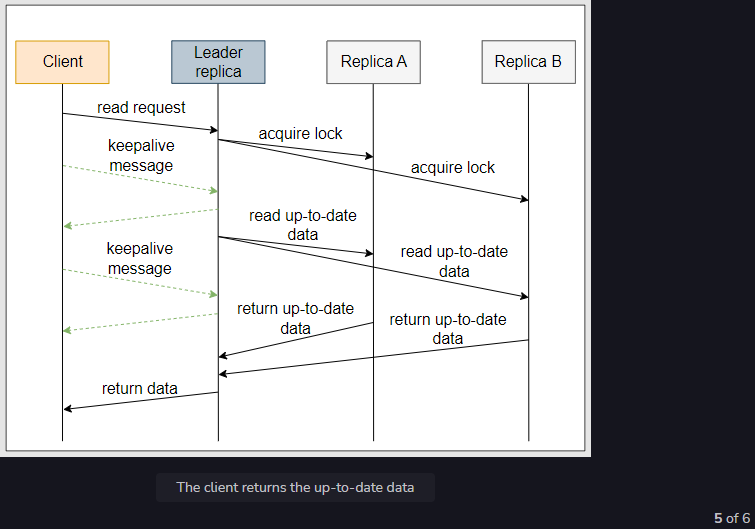 Client
Leader
replica
Replica A
Replica B
read request
acquire lock
keepalive
message
acquire lock
read up-to-date
data
keepalive
message
read up-to-date
data
return up-to-date
data
return up-to-date
data
return data
The client returns the up-to-date data
5 of 6